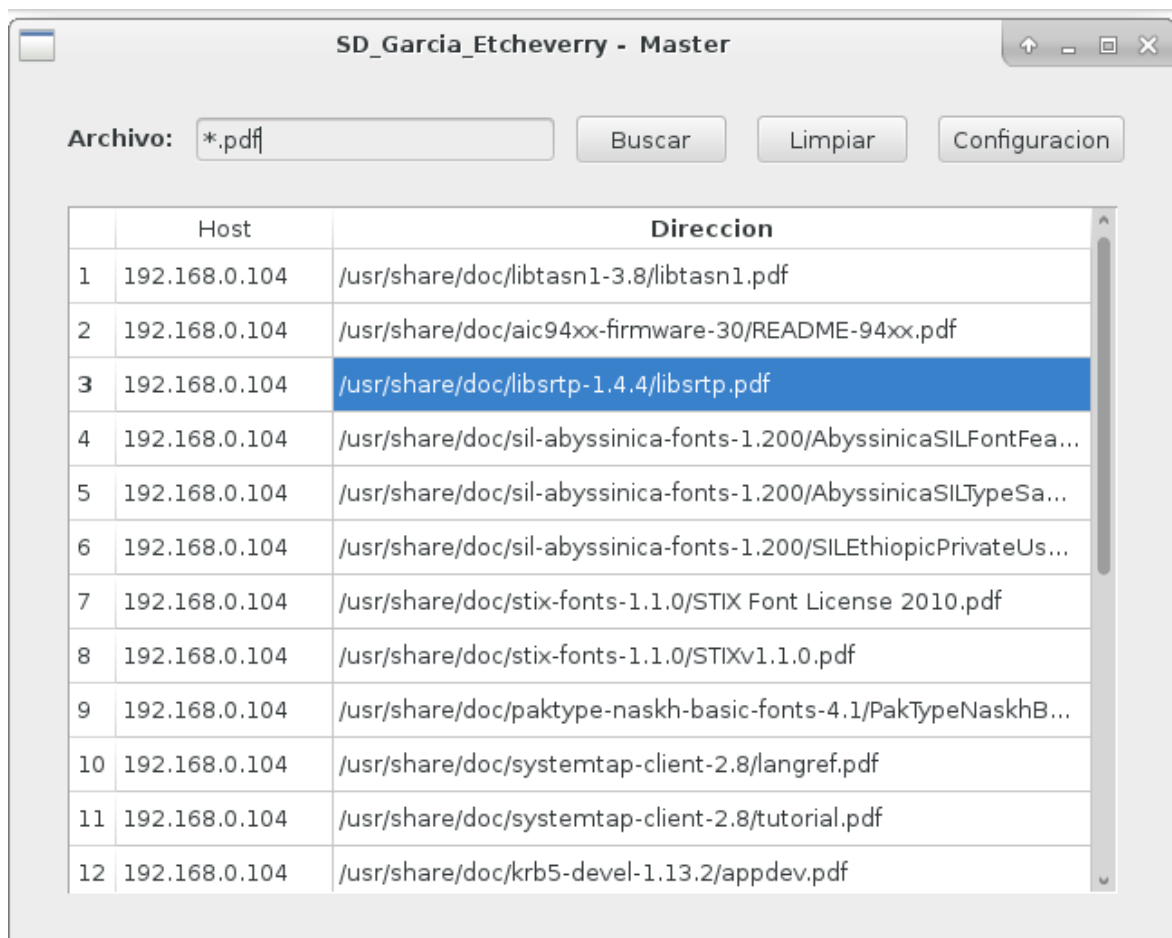 SD_Garcia_Etcheverry - Master
Archivo: *.pdf Buscar Limpiar Configuracion
Host Direccion
1 192.168.0.104 /usr/share/doc/libtasn1-3.8/libtasn1.pdf
2 192.168.0.104 /usr/share/doc/aic94xx-firmware-30/README-94xx.pdf
3 192.168.0.104 /usr/share/doc/libsrtp-1.4.4/libsrtp.pdf
4 192.168.0.104 /usr/share/doc/sil-abyssinica-fonts-1.200/AbyssinicaSILFontFea...
5 192.168.0.104 /usr/share/doc/sil-abyssinica-fonts-1.200/AbyssinicaSILTypeSa...
6 192.168.0.104 /usr/share/doc/sil-abyssinica-fonts-1.200/SILEthiopicPrivateUs...
7 192.168.0.104 /usr/share/doc/stix-fonts-1.1.0/STIX Font License 2010.pdf
8 192.168.0.104 /usr/share/doc/stix-fonts-1.1.0/STIXv1.1.0.pdf
9 192.168.0.104 /usr/share/doc/paktype-naskh-basic-fonts-4.1/PakTypeNaskhB...
10 192.168.0.104 /usr/share/doc/systemtap-client-2.8/langref.pdf
11 192.168.0.104 /usr/share/doc/systemtap-client-2.8/tutorial.pdf
12 192.168.0.104 /usr/share/doc/krb5-devel-1.13.2/appdev.pdf